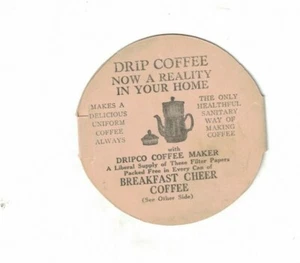 DRIP COFFEE
NOW A REALITY
IN YOUR HOME
MAKES A
DELICIOUS
UNIFORM
COFFEE
ALWAYS
THE ONLY
HEALTHFUL
SANITARY
WAY OF
MAKING
COFFEE
with
DRIPCO COFFEE MAKER
A Liberal Supply of These Filter Papers
Packed Free in Every Can of
BREAKFAST CHEER
COFFEE
(See Other Side)